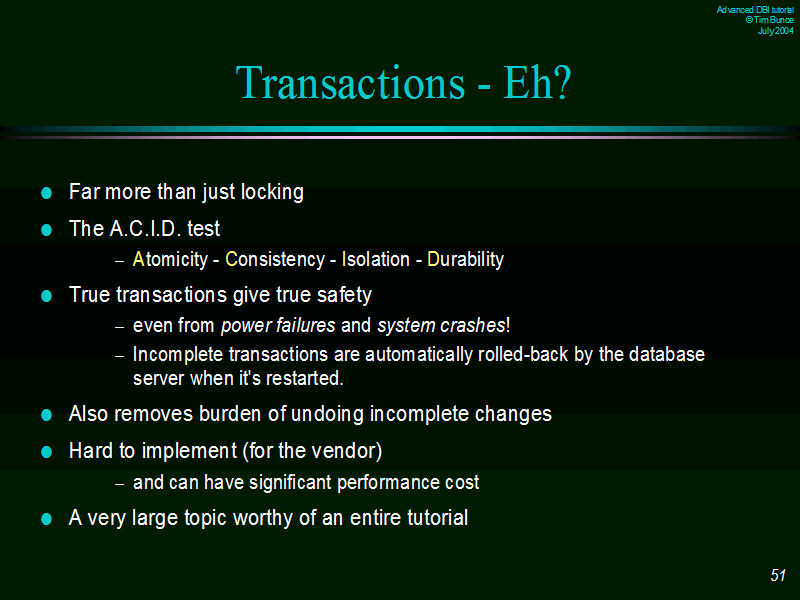 Advanced DBI tutorial
© Tim Bunce
July 2004
Transactions - Eh?
Far more than just locking
The A.C.I.D. test
– Atomicity - Consistency - Isolation - Durability
True transactions give true safety
– even from power failures and system crashes!
– Incomplete transactions are automatically rolled-back by the database
server when it's restarted.
Also removes burden of undoing incomplete changes
Hard to implement (for the vendor)
– and can have significant performance cost
A very large topic worthy of an entire tutorial
51